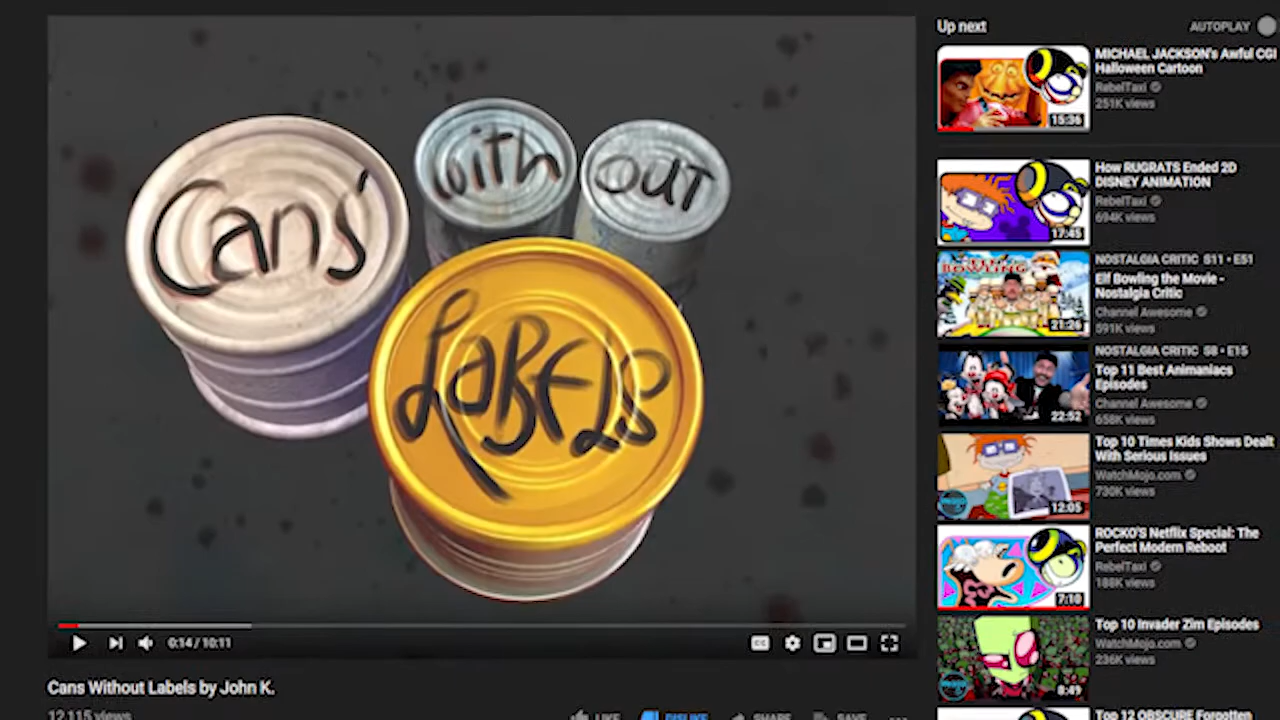 Cans
with out
LABELS
0:14 / 10:11
Cans Without Labels by John K.
12,115 views
LIKE DISLIKE SHARE SAVE
Up next
AUTOPLAY
15:36
MICHAEL JACKSON's Awful CGI
Halloween Cartoon
RebelTaxi
251K views
17:45
How RUGRATS Ended 2D
DISNEY ANIMATION
RebelTaxi
694K views
BOWLING
21:26
NOSTALGIA CRITIC S11 • E51
Elf Bowling the Movie -
Nostalgia Critic
Channel Awesome
591K views
22:52
NOSTALGIA CRITIC S8 • E15
Top 11 Best Animaniacs
Episodes
Channel Awesome
658K views
12:05
Top 10 Times Kids Shows Dealt
With Serious Issues
WatchMojo.com
730K views
7:10
ROCKO'S Netflix Special: The
Perfect Modern Reboot
RebelTaxi
188K views
8:49
Top 10 Invader Zim Episodes
WatchMojo.com
236K views
Top 12 OBSCURE Forgotten